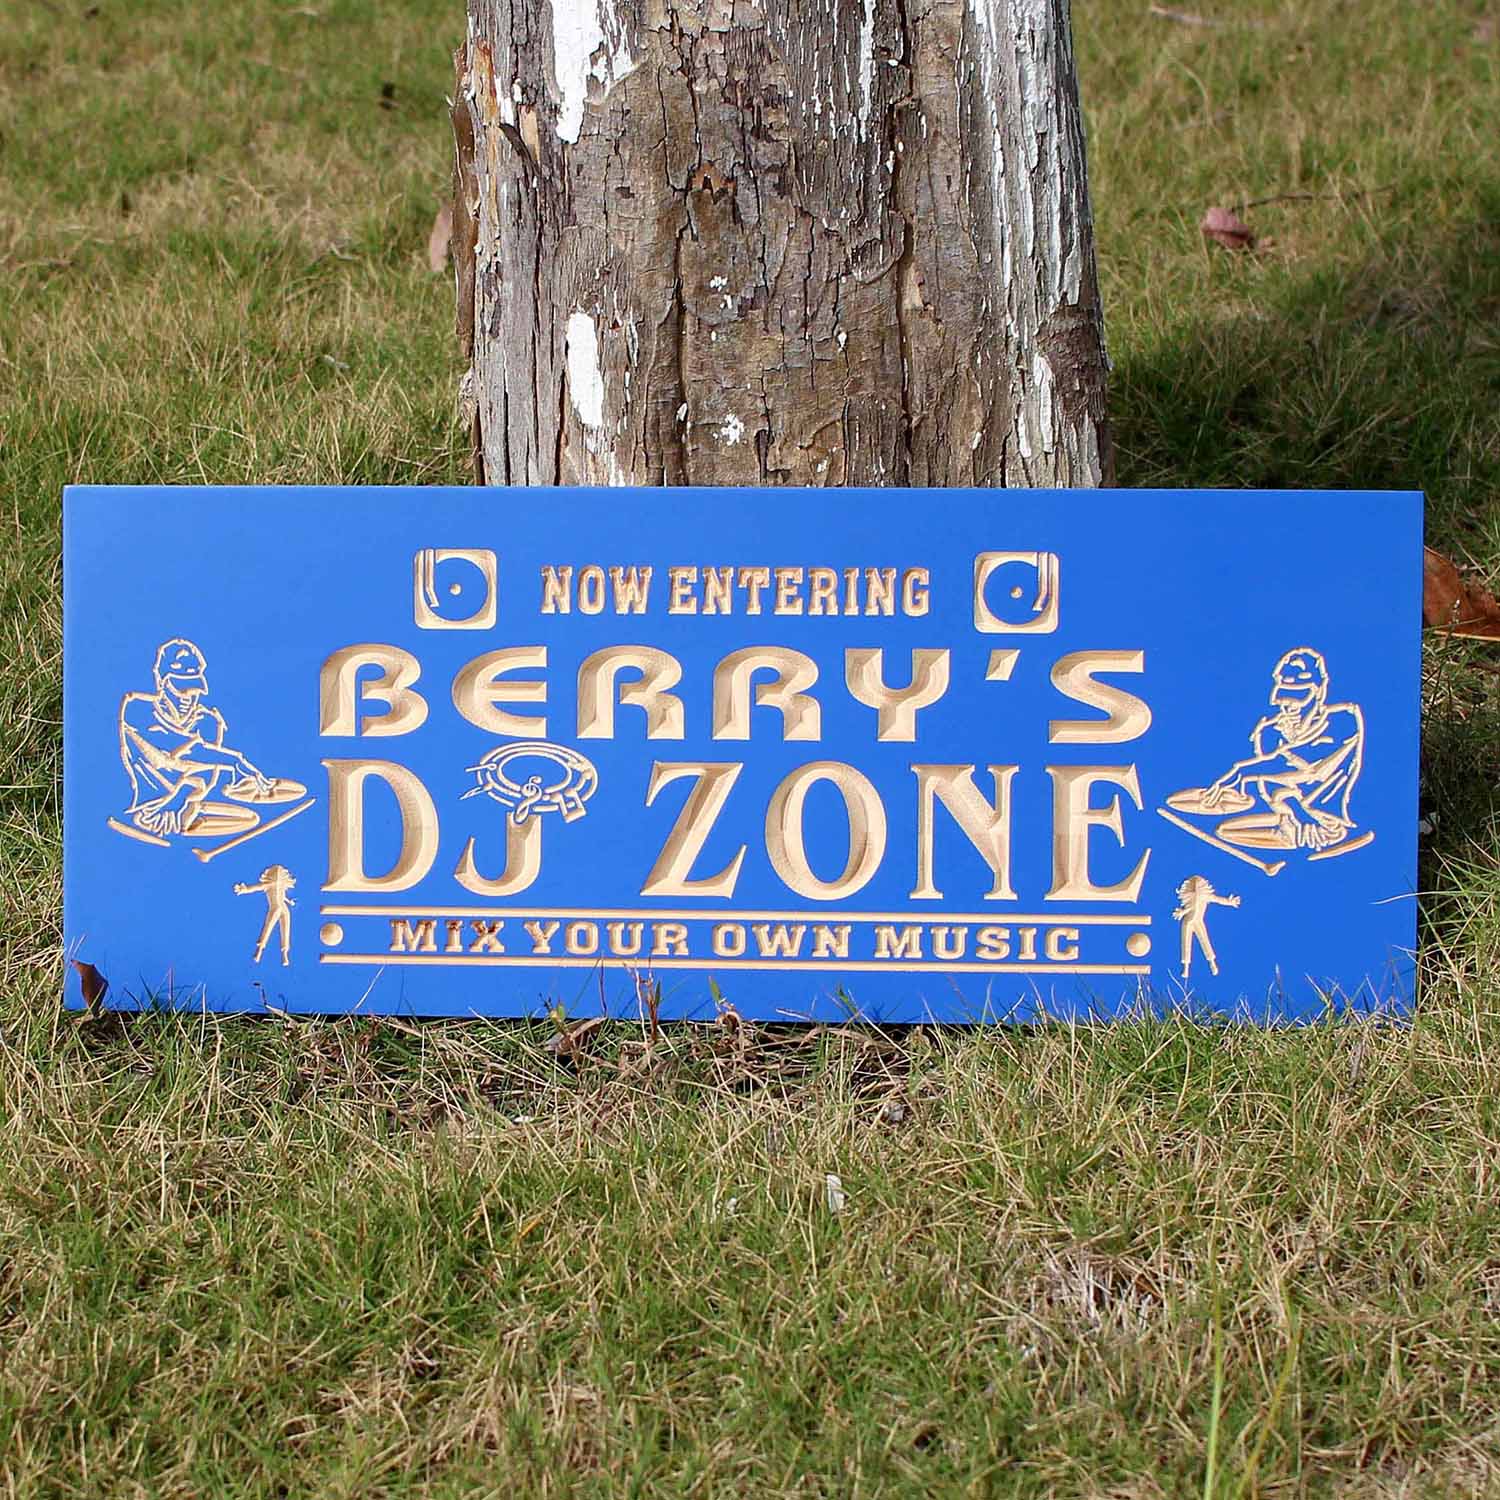 NOW ENTERING
BERRY'S
DJ ZONE
MIX YOUR OWN MUSIC